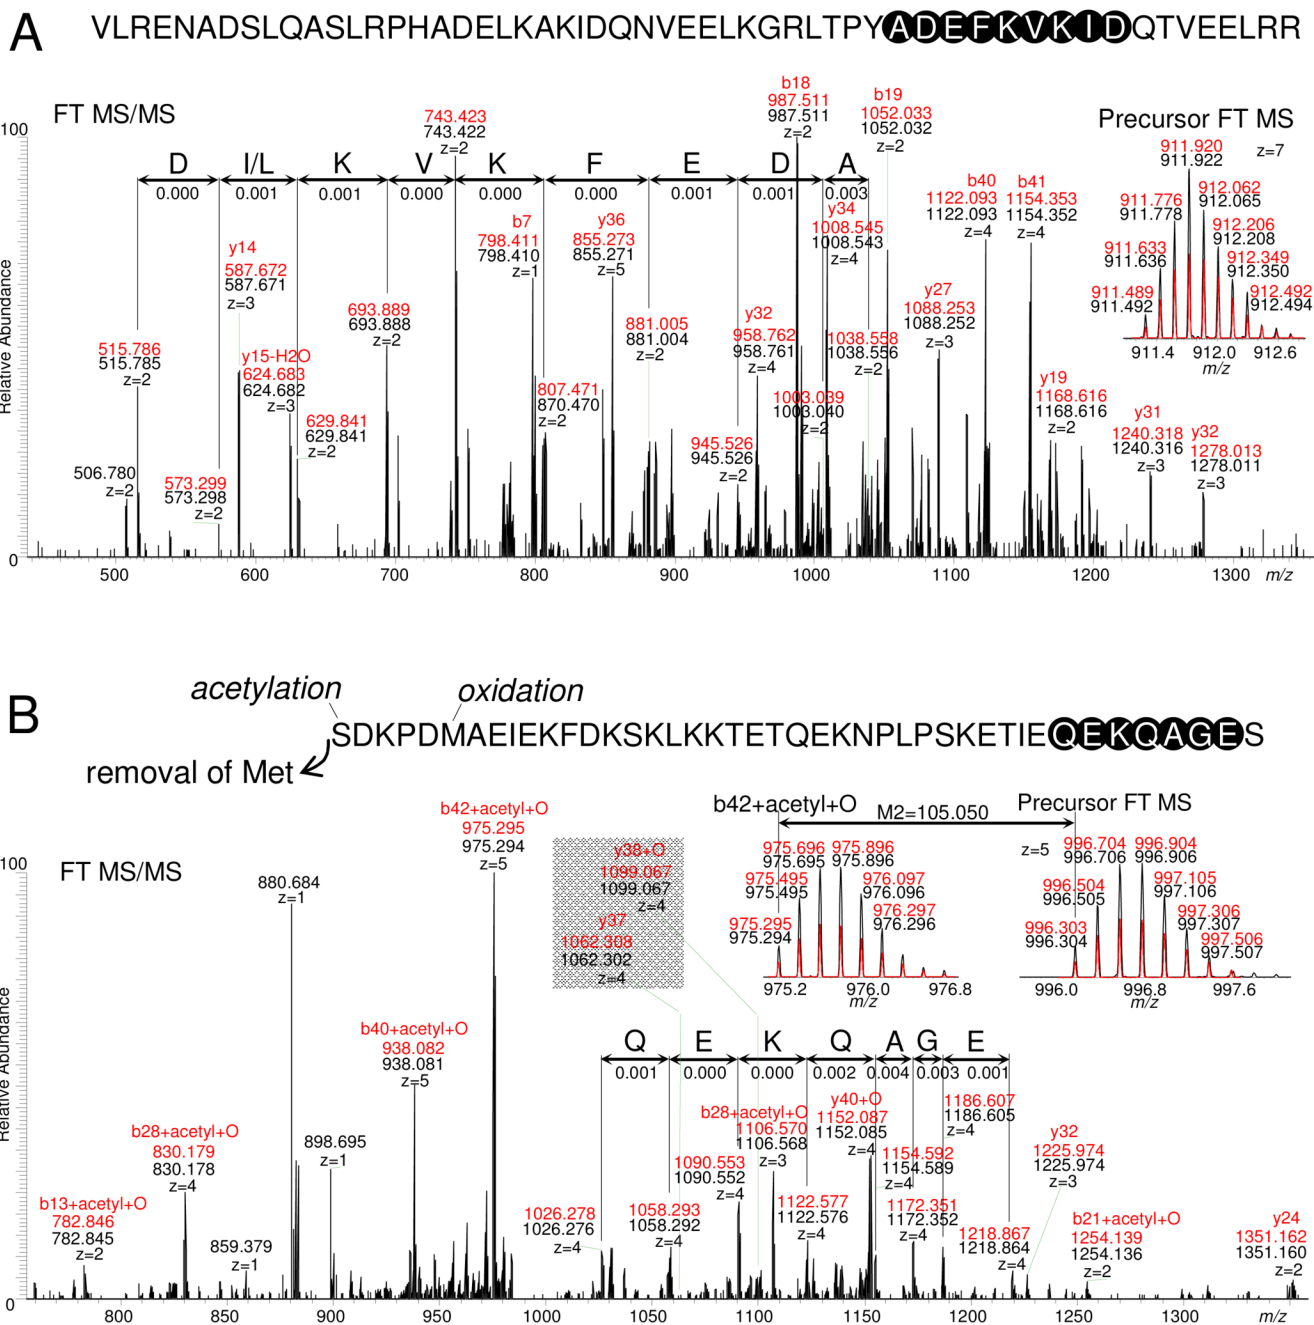 A
VLRENADSLQASLRPHADELKAKIDQNVEELKGRLTPYADEFKVKIDQTVEELRR
FT MS/MS
Precursor FT MS
100
Relative Abundance
0
D I/L K V K F E D A
0.000 0.001 0.001 0.000 0.000 0.000 0.001 0.001 0.003
506.780
z=2
515.786
515.785
z=2
573.299
573.298
z=2
y14
587.672
587.671
z=3
y15-H2O
624.683
624.682
z=3
629.841
629.841
z=2
693.889
693.888
z=2
743.423
743.422
z=2
b7
798.411
798.410
z=1
807.471
870.470
z=2
y36
855.273
855.271
z=5
881.005
881.004
z=2
945.526
945.526
z=2
y32
958.762
958.761
z=4
b18
987.511
987.511
z=2
1003.039
1003.040
z=2
y34
1008.545
1008.543
z=4
1038.558
1038.556
z=2
b19
1052.033
1052.032
z=2
y27
1088.253
1088.252
z=3
b40
1122.093
1122.093
z=4
b41
1154.353
1154.352
z=4
y19
1168.616
1168.616
z=2
y31
1240.318
1240.316
z=3
y32
1278.013
1278.011
z=3
z=7
911.489
911.492
911.633
911.636
911.776
911.778
911.920
911.922
912.062
912.065
912.206
912.208
912.349
912.350
912.492
912.494
911.4 912.0 912.6
m/z
500 600 700 800 900 1000 1100 1200 1300 m/z
B
acetylation
oxidation
SDKPDMAEIEKFDKSKLKKTETQEKNPLPSKETIEQEKQAGES
removal of Met
FT MS/MS
100
Relative Abundance
0
b13+acetyl+O
782.846
782.845
z=2
b28+acetyl+O
830.179
830.178
z=4
859.379
z=1
880.684
z=1
898.695
z=1
b40+acetyl+O
938.082
938.081
z=5
b42+acetyl+O
975.295
975.294
z=5
y38+O
1099.067
1099.067
z=4
y37
1062.308
1062.302
z=4
b42+acetyl+O
M2=105.050
Precursor FT MS
975.295
975.294
975.495
975.495
975.696
975.695
975.896
975.896
976.097
976.096
976.297
976.296
975.2 976.0 976.8
m/z
z=5
996.303
996.304
996.504
996.505
996.704
996.706
996.904
996.906
997.105
997.106
997.306
997.307
997.506
997.507
996.0 996.8 997.6
m/z
Q E K Q A G E
0.001 0.000 0.000 0.002 0.004 0.003 0.001
1026.278
1026.276
z=4
1058.293
1058.292
z=4
1090.553
1090.552
z=4
b28+acetyl+O
1106.570
1106.568
z=3
1122.577
1122.576
z=4
y40+O
1152.087
1152.085
z=4
1154.592
1154.589
z=4
1172.351
1172.352
z=4
1186.607
1186.605
z=4
1218.867
1218.864
z=4
y32
1225.974
1225.974
z=3
b21+acetyl+O
1254.139
1254.136
z=2
y24
1351.162
1351.160
z=2
800 850 900 950 1000 1050 1100 1200 1250 1300 m/z